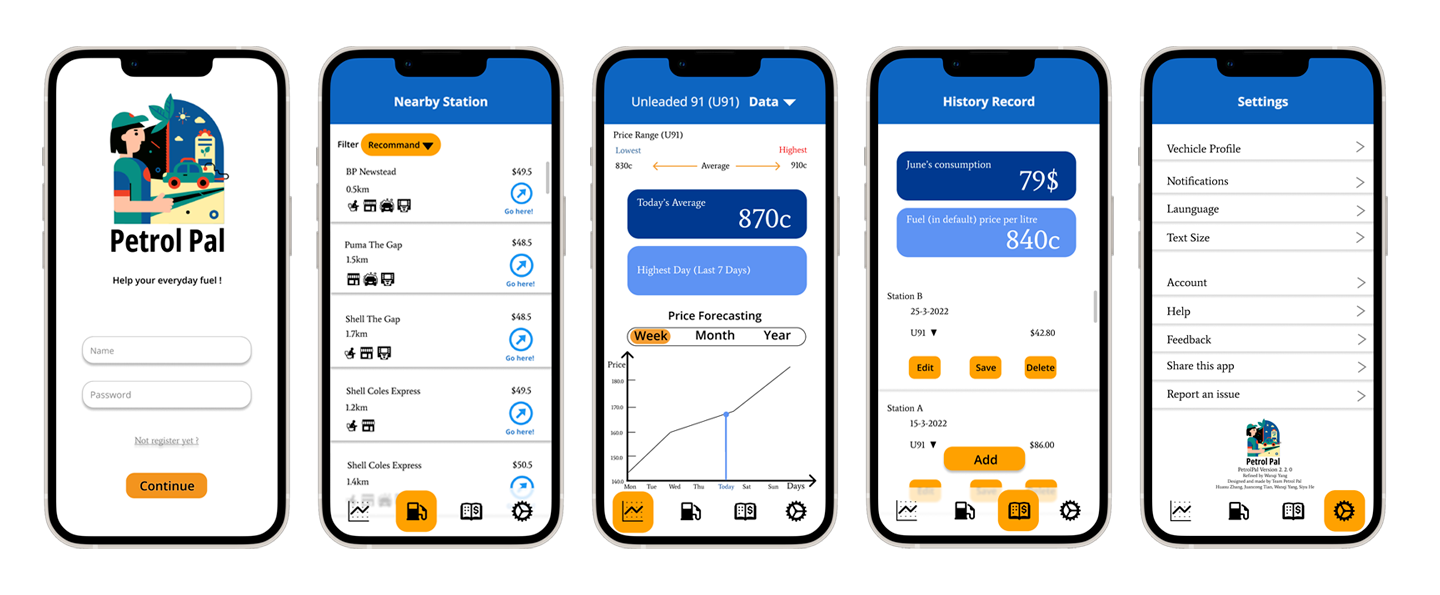 Petrol Pal
Help your everyday fuel !
Name
Password
Not register yet ?
Continue
Nearby Station
Filter Recommand
BP Newstead $49.5
0.5km
Go here!
Puma The Gap $48.5
1.5km
Go here!
Shell The Gap $48.5
1.7km
Go here!
Shell Coles Express $49.5
1.2km
Go here!
Shell Coles Express $50.5
1.4km
Unleaded 91 (U91) Data
Price Range (U91)
Lowest Highest
830c Average 910c
Today's Average
870c
Highest Day (Last 7 Days)
Price Forecasting
Week Month Year
Price
180.0
170.0
160.0
150.0
140.0
Mon Tue Wed Thu Today Sat Sun Days
History Record
June's consumption
79$
Fuel (in default) price per litre
840c
Station B
25-3-2022
U91 ▼ $42.80
Edit Save Delete
Station A
15-3-2022
U91 ▼ $86.00
Add
Settings
Vechicle Profile
Notifications
Launguage
Text Size
Account
Help
Feedback
Share this app
Report an issue
Petrol Pal
PetrolPal Version 2. 2. 0
Refined by Wenqi Yang
Designed and made by Team Petrol Pal